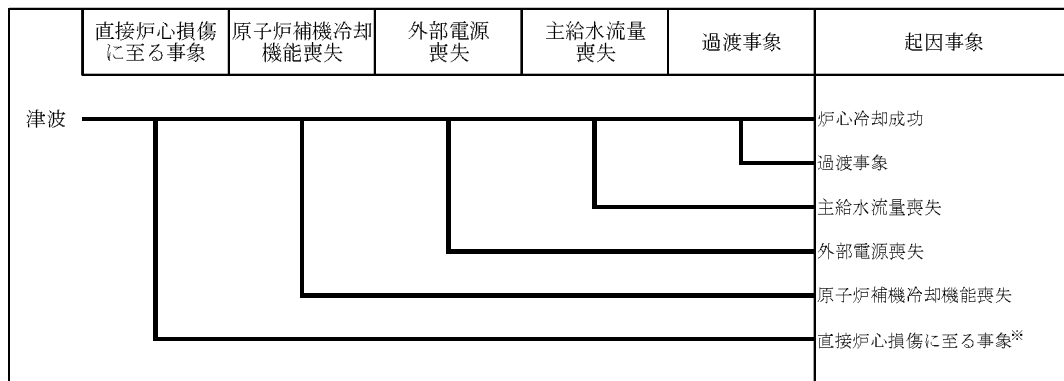 直接炉心損傷
に至る事象
原子炉補機冷却
機能喪失
外部電源
喪失
主給水流量
喪失
過渡事象
起因事象
津波
炉心冷却成功
過渡事象
主給水流量喪失
外部電源喪失
原子炉補機冷却機能喪失
直接炉心損傷に至る事象※